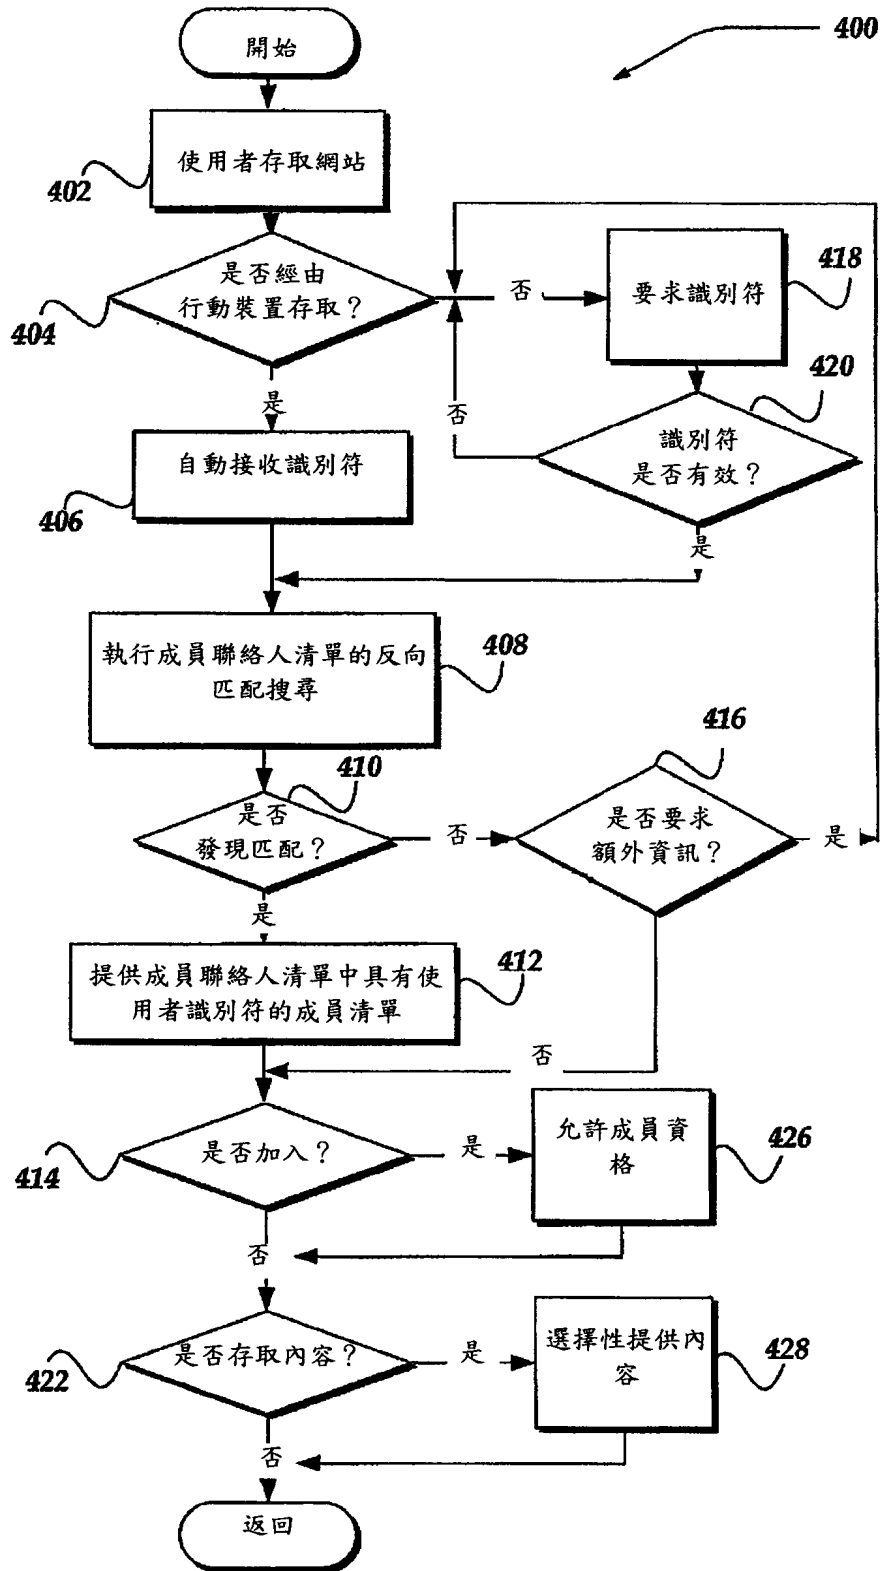 400
開始
使用者存取網站
402
是否經由
行動裝置存取？
404
否
要求識別符
418
是
420
識別符
是否有效？
否
自動接收識別符
406
是
執行成員聯絡人清單的反向
匹配搜尋
408
416
410
是否
發現匹配？
否
是否要求
額外資訊？
是
是
提供成員聯絡人清單中具有使
用者識別符的成員清單
412
否
是否加入？
414
是
允許成員資
格
426
否
是否存取內容？
422
是
選擇性提供內
容
428
否
返回